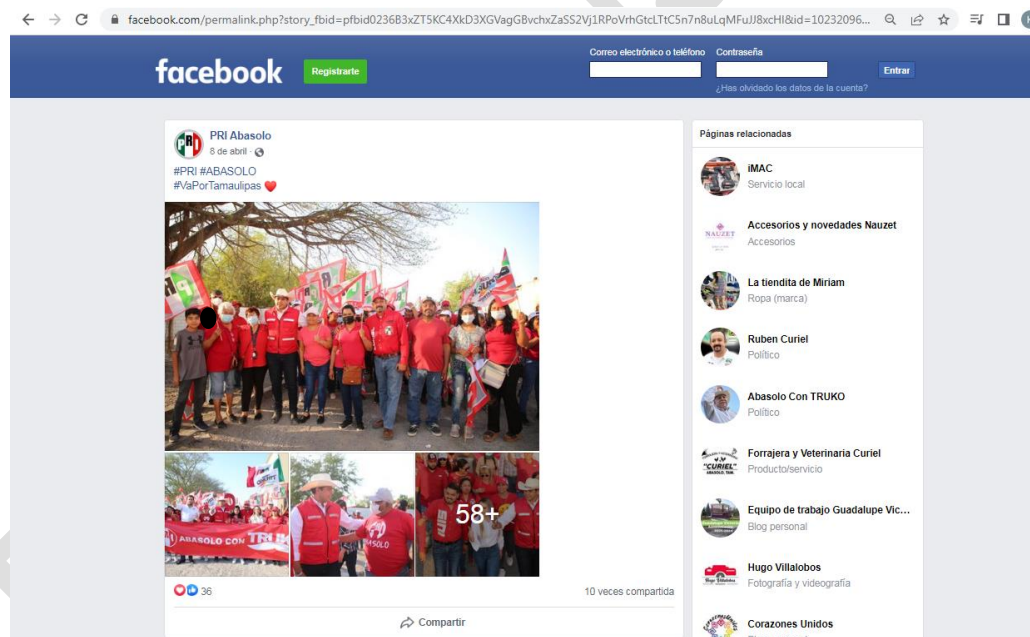 facebook.com/permalink.php?story_fbid=pfbid0236B3xZT5KC4XkD3XGVagGBvchxZaSS2Vj1RPoVrhGtcLTtC5n7n8uLqMFuJJ8xcHl&id=10232096...
facebook
Registrarte
Correo electrónico o teléfono
Contraseña
Entrar
¿Has olvidado los datos de la cuenta?
PRI Abasolo
8 de abril ·
#PRI #ABASOLO
#VaPorTamaulipas ❤️
PRI
ABASOLO CON
ABASOLO
58+
36
10 veces compartida
Compartir
Páginas relacionadas
iMAC
Servicio local
NAUZET
Accesorios y novedades Nauzet
Accesorios
La tiendita de Miriam
Ropa (marca)
Ruben Curiel
Político
Abasolo Con TRUKO
Político
"CURIEL"
Forrajera y Veterinaria Curiel
Producto/servicio
Equipo de trabajo Guadalupe Vic...
Blog personal
Hugo Villalobos
Fotografía y videografía
Corazones Unidos